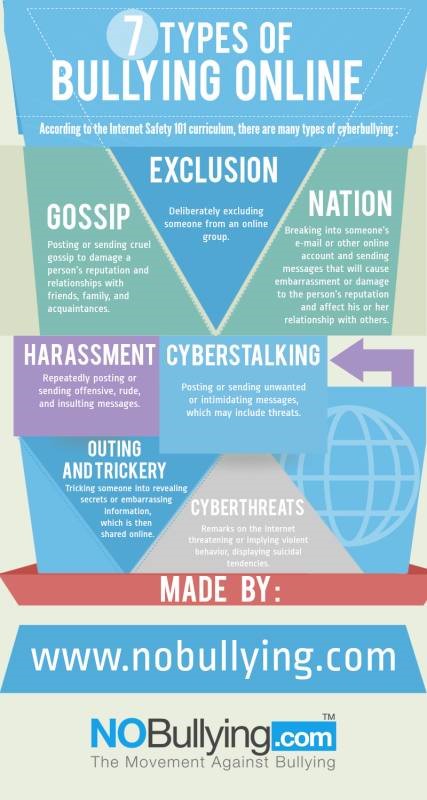 7 TYPES OF
BULLYING ONLINE
According to the Internet Safety 101 curriculum, there are many types of cyberbullying :
EXCLUSION
Deliberately excluding
someone from an online
group.
GOSSIP
Posting or sending cruel
gossip to damage a
person's reputation and
relationships with
friends, family, and
acquaintances.
NATION
Breaking into someone's
e-mail or other online
account and sending
messages that will cause
embarrassment or damage
to the person's reputation
and affect his or her
relationship with others.
HARASSMENT
Repeatedly posting or
sending offensive, rude,
and insulting messages.
CYBERSTALKING
Posting or sending unwanted
or intimidating messages,
which may include threats.
OUTING
AND TRICKERY
Tricking someone into revealing
secrets or embarrassing
information,
which is then
shared online.
CYBERTHREATS
Remarks on the Internet
threatening or implying violent
behavior, displaying suicidal
tendencies.
MADE BY:
www.nobullying.com
NOBullying.com TM
The Movement Against Bullying